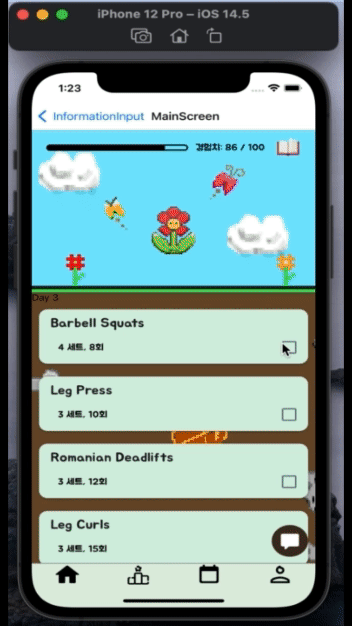 iPhone 12 Pro – iOS 14.5
1:23
InformationInput MainScreen
경험치: 86 / 100
Day 3
Barbell Squats
4 세트, 8회
Leg Press
3 세트, 10회
Romanian Deadlifts
3 세트, 12회
Leg Curls
3 세트, 15회